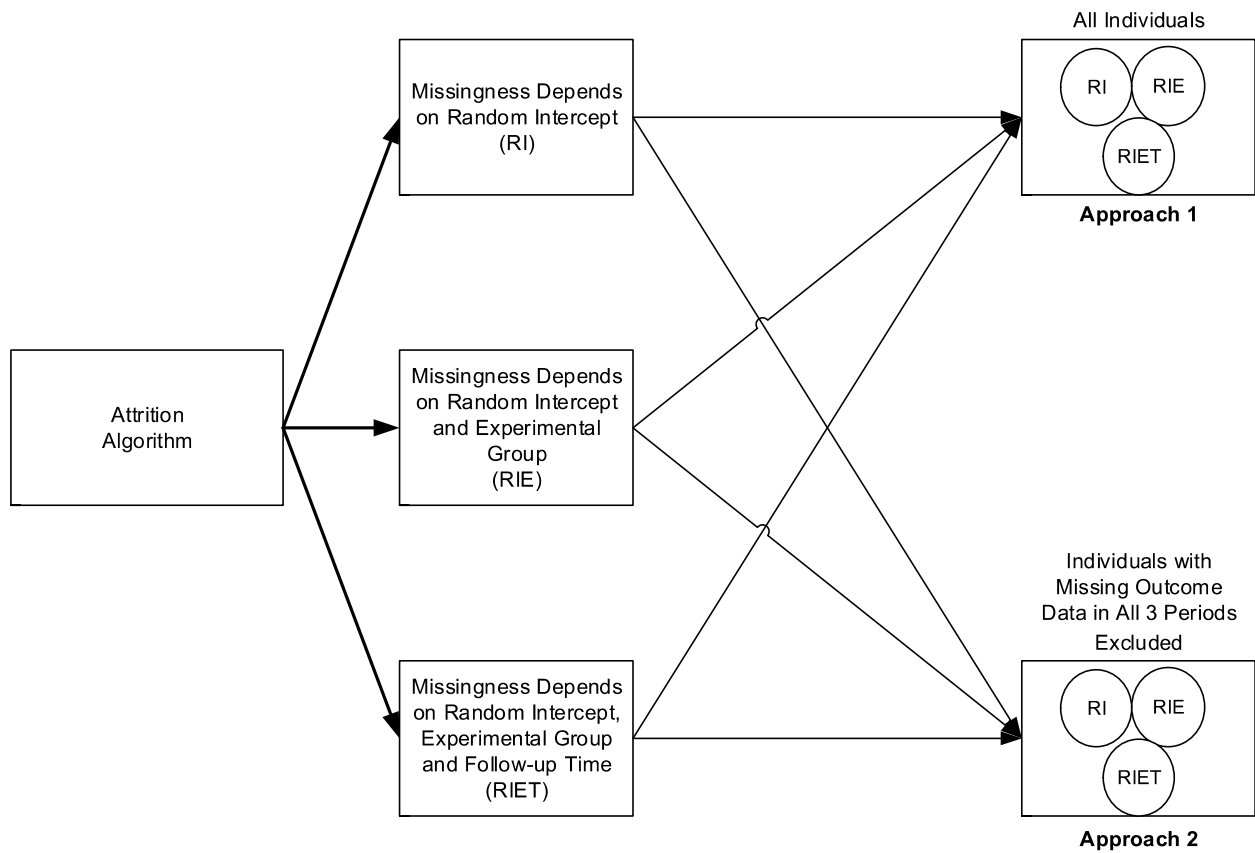 Attrition
Algorithm
Missingness Depends
on Random Intercept
(RI)
Missingness Depends
on Random Intercept
and Experimental
Group
(RIE)
Missingness Depends
on Random Intercept,
Experimental Group
and Follow-up Time
(RIET)
All Individuals
RI
RIE
RIET
Approach 1
Individuals with
Missing Outcome
Data in All 3 Periods
Excluded
RI
RIE
RIET
Approach 2